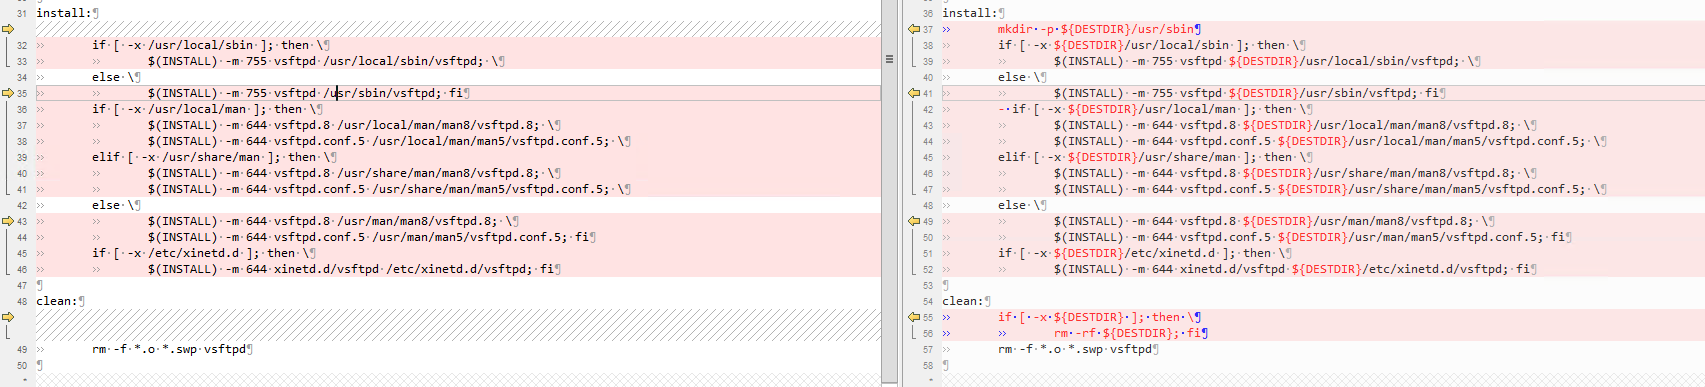 31 install:¶
32 » if·[·-x·/usr/local/sbin·];·then·\¶
33 » » $(INSTALL)·-m·755·vsftpd·/usr/local/sbin/vsftpd;·\¶
34 » else·\¶
35 » » $(INSTALL)·-m·755·vsftpd·/usr/sbin/vsftpd;·fi¶
36 » if·[·-x·/usr/local/man·];·then·\¶
37 » » $(INSTALL)·-m·644·vsftpd.8·/usr/local/man/man8/vsftpd.8;·\¶
38 » » $(INSTALL)·-m·644·vsftpd.conf.5·/usr/local/man/man5/vsftpd.conf.5;·\¶
39 » elif·[·-x·/usr/share/man·];·then·\¶
40 » » $(INSTALL)·-m·644·vsftpd.8·/usr/share/man/man8/vsftpd.8;·\¶
41 » » $(INSTALL)·-m·644·vsftpd.conf.5·/usr/share/man/man5/vsftpd.conf.5;·\¶
42 » else·\¶
43 » » $(INSTALL)·-m·644·vsftpd.8·/usr/man/man8/vsftpd.8;·\¶
44 » » $(INSTALL)·-m·644·vsftpd.conf.5·/usr/man/man5/vsftpd.conf.5;·fi¶
45 » if·[·-x·/etc/xinetd.d·];·then·\¶
46 » » $(INSTALL)·-m·644·xinetd.d/vsftpd·/etc/xinetd.d/vsftpd;·fi¶
47 ¶
48 clean:¶
49 » rm·-f·*.o·*.swp·vsftpd¶
50 ¶
36 install:¶
37 » mkdir·-p·${DESTDIR}/usr/sbin¶
38 » if·[·-x·${DESTDIR}/usr/local/sbin·];·then·\¶
39 » » $(INSTALL)·-m·755·vsftpd·${DESTDIR}/usr/local/sbin/vsftpd;·\¶
40 » else·\¶
41 » » $(INSTALL)·-m·755·vsftpd·${DESTDIR}/usr/sbin/vsftpd;·fi¶
42 » -·if·[·-x·${DESTDIR}/usr/local/man·];·then·\¶
43 » » $(INSTALL)·-m·644·vsftpd.8·${DESTDIR}/usr/local/man/man8/vsftpd.8;·\¶
44 » » $(INSTALL)·-m·644·vsftpd.conf.5·${DESTDIR}/usr/local/man/man5/vsftpd.conf.5;·\¶
45 » elif·[·-x·${DESTDIR}/usr/share/man·];·then·\¶
46 » » $(INSTALL)·-m·644·vsftpd.8·${DESTDIR}/usr/share/man/man8/vsftpd.8;·\¶
47 » » $(INSTALL)·-m·644·vsftpd.conf.5·${DESTDIR}/usr/share/man/man5/vsftpd.conf.5;·\¶
48 » else·\¶
49 » » $(INSTALL)·-m·644·vsftpd.8·${DESTDIR}/usr/man/man8/vsftpd.8;·\¶
50 » » $(INSTALL)·-m·644·vsftpd.conf.5·${DESTDIR}/usr/man/man5/vsftpd.conf.5;·fi¶
51 » if·[·-x·${DESTDIR}/etc/xinetd.d·];·then·\¶
52 » » $(INSTALL)·-m·644·xinetd.d/vsftpd·${DESTDIR}/etc/xinetd.d/vsftpd;·fi¶
53 ¶
54 clean:¶
55 » if·[·-x·${DESTDIR}·];·then·\¶
56 » » rm·-rf·${DESTDIR};·fi¶
57 » rm·-f·*.o·*.swp·vsftpd¶
58 ¶